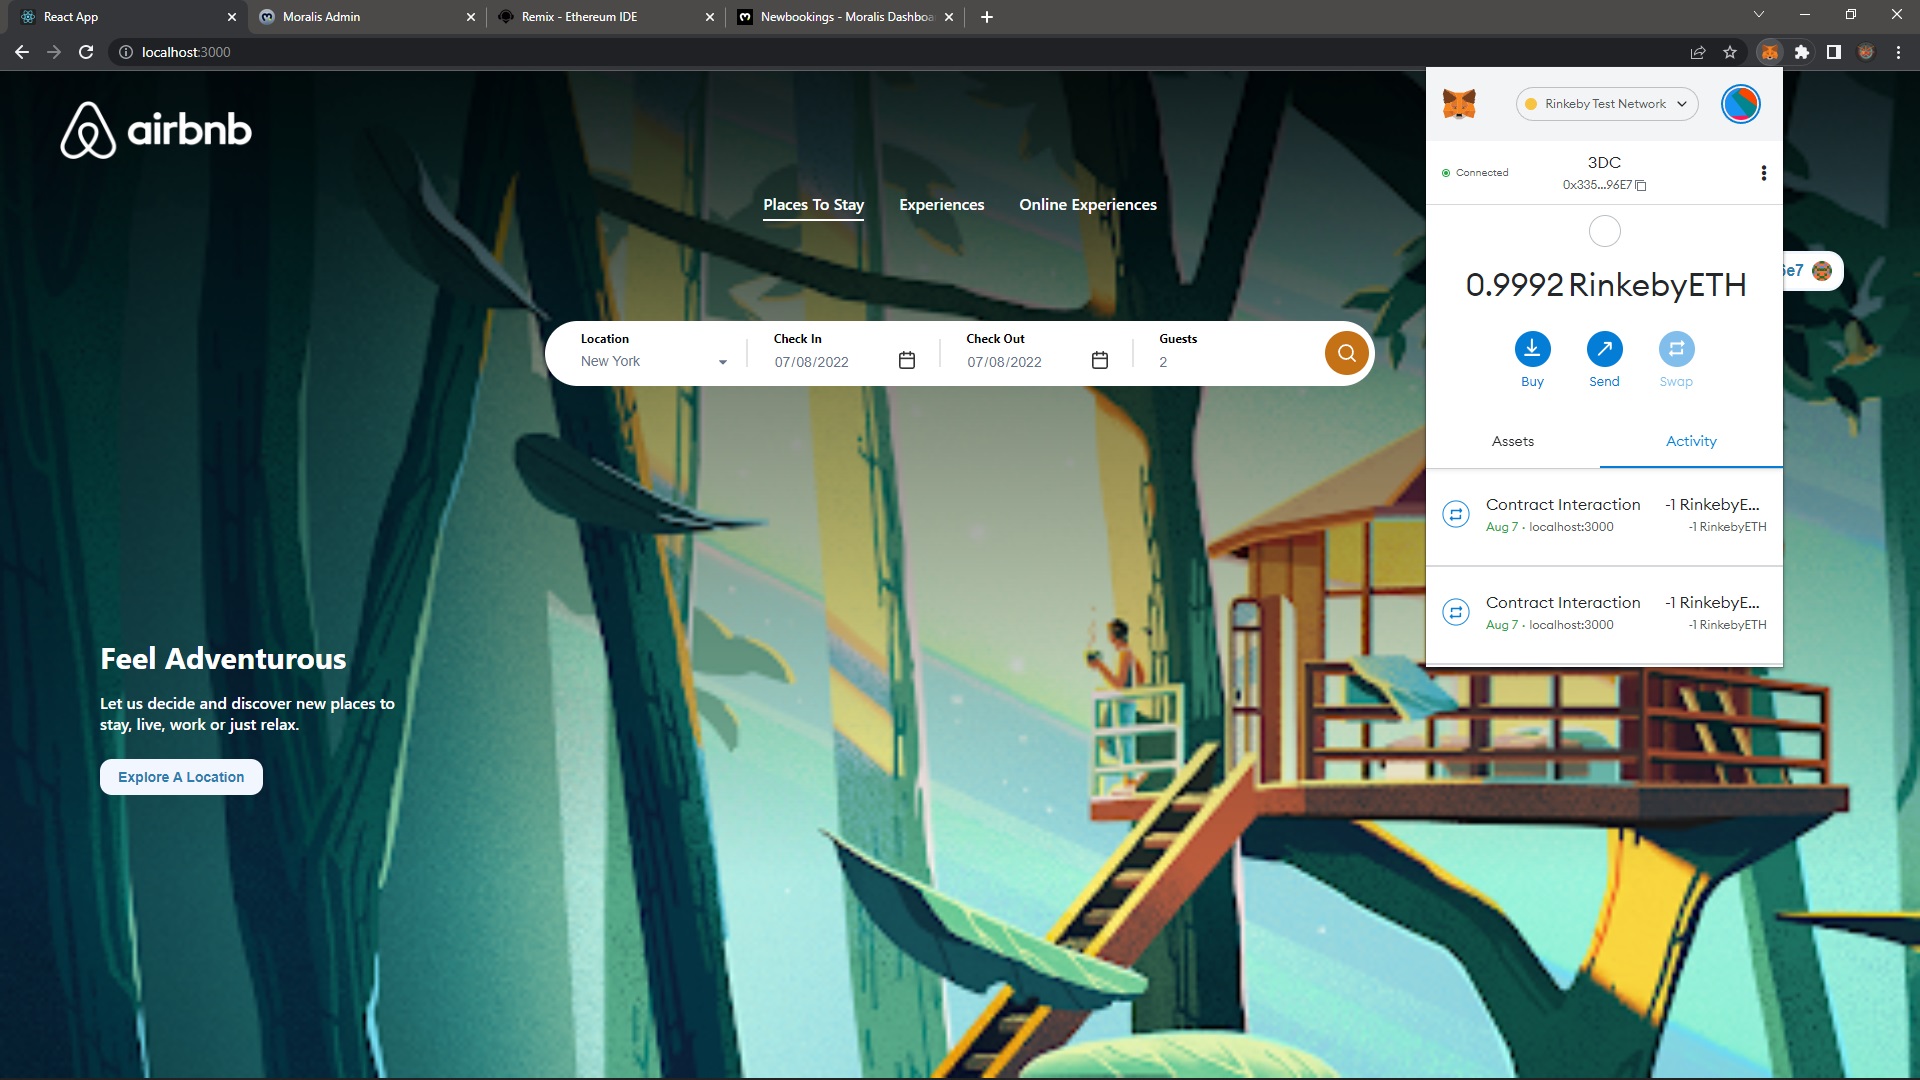 React App
Moralis Admin
Remix - Ethereum IDE
Newbookings - Moralis Dashboa
localhost:3000
airbnb
Places To Stay
Experiences
Online Experiences
Location
New York
Check In
07/08/2022
Check Out
07/08/2022
Guests
2
Feel Adventurous
Let us decide and discover new places to
stay, live, work or just relax.
Explore A Location
Rinkeby Test Network
Connected
3DC
0x335...96E7
6e7
0.9992 RinkebyETH
Buy
Send
Swap
Assets
Activity
Contract Interaction
-1 RinkebyE...
Aug 7 · localhost:3000
-1 RinkebyETH
Contract Interaction
-1 RinkebyE...
Aug 7 · localhost:3000
-1 RinkebyETH